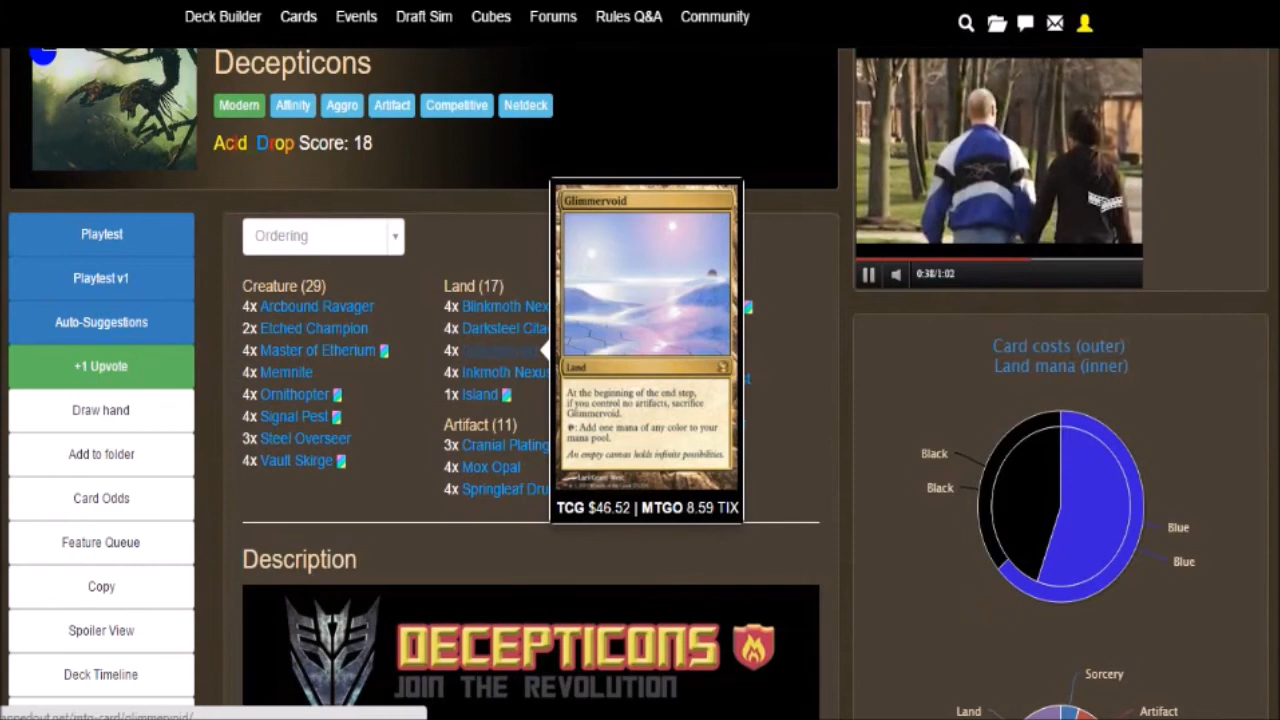 Deck Builder Cards Events Draft Sim Cubes Forums Rules Q&A Community
Decepticons
Modern Affinity Aggro Artifact Competitive Netdeck
Acid Drop Score: 18
Playtest
Playtest v1
Auto-Suggestions
+1 Upvote
Draw hand
Add to folder
Card Odds
Feature Queue
Copy
Spoiler View
Deck Timeline
Ordering
Creature (29)
4x Arcbound Ravager
2x Etched Champion
4x Master of Etherium
4x Memnite
4x Ornithopter
4x Signal Pest
3x Steel Overseer
4x Vault Skirge
Land (17)
4x Blinkmoth Nex
4x Darksteel Cita
4x
4x Inkmoth Nexus
1x Island
Artifact (11)
3x Cranial Plating
4x Mox Opal
4x Springleaf Dru
Glimmervoid
Land
At the beginning of the end step,
if you control no artifacts, sacrifice
Glimmervoid.
: Add one mana of any color to your
mana pool.
An empty canvas holds infinite possibilities.
TCG $46.52 | MTGO 8.59 TIX
Description
DECEPTICONS
JOIN THE REVOLUTION
0:38/1:02
Card costs (outer)
Land mana (inner)
Black
Black
Blue
Blue
Sorcery
Land
Artifact